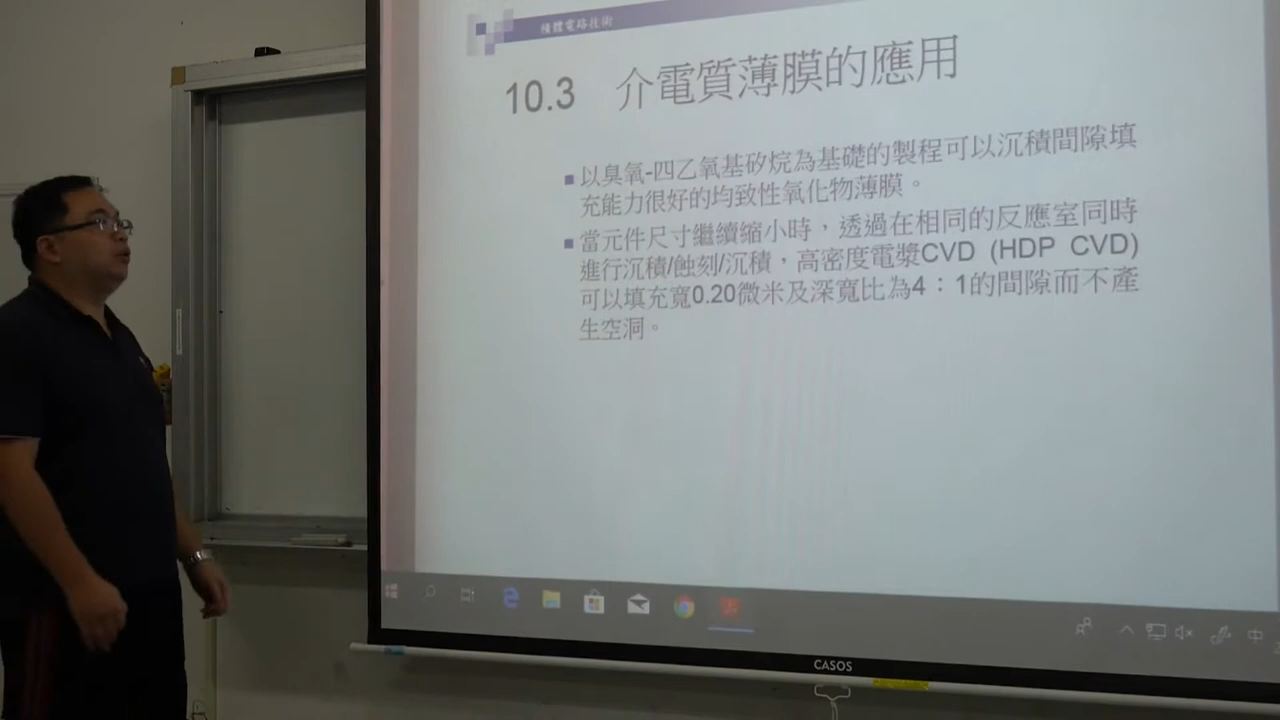 積體電路技術
10.3 介電質薄膜的應用
以臭氧-四乙氧基矽烷為基礎的製程可以沉積間隙填
充能力很好的均致性氧化物薄膜。
當元件尺寸繼續縮小時，透過在相同的反應室同時
進行沉積/蝕刻/沉積，高密度電漿CVD (HDP CVD)
可以填充寬0.20微米及深寬比為4：1的間隙而不產
生空洞。
中
CASOS